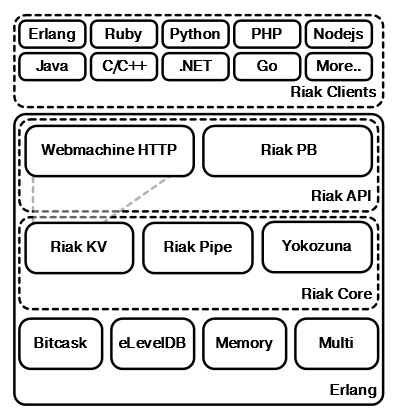 Erlang Ruby Python PHP Nodejs
Java C/C++ .NET Go More..
Riak Clients
Webmachine HTTP Riak PB
Riak API
Riak KV Riak Pipe Yokozuna
Riak Core
Bitcask eLevelDB Memory Multi
Erlang